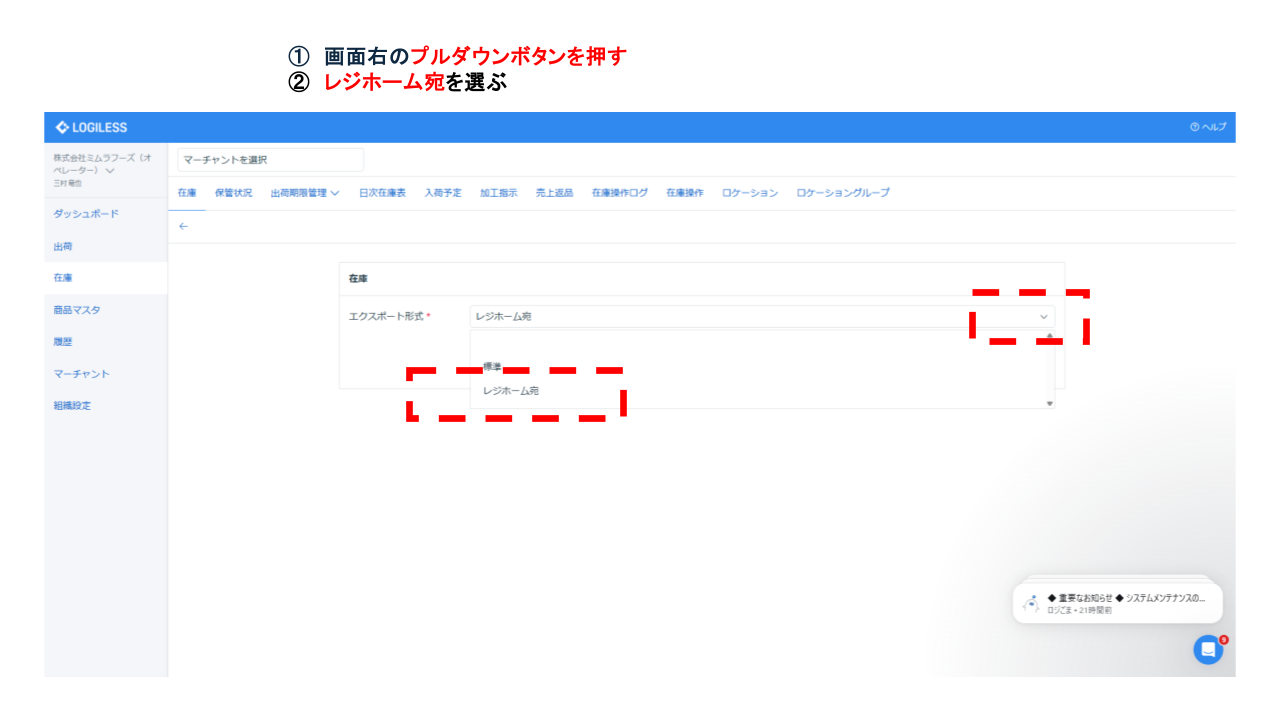 ① 画面右のプルダウンボタンを押す
② レジホーム宛を選ぶ
LOGILESS
ヘルプ
株式会社ミムラフーズ（オペレーター）
マーチャントを選択
在庫 保管状況 出荷期限管理 日次在庫表 入荷予定 加工指示 売上返品 在庫操作ログ 在庫操作 ロケーション ロケーショングループ
ダッシュボード
出荷
在庫
商品マスタ
履歴
マーチャント
組織設定
←
在庫
エクスポート形式 *
レジホーム宛
標準
レジホーム宛
◆ 重要なお知らせ ◆ システムメンテナンスの...
ロジごま • 21時間前
9